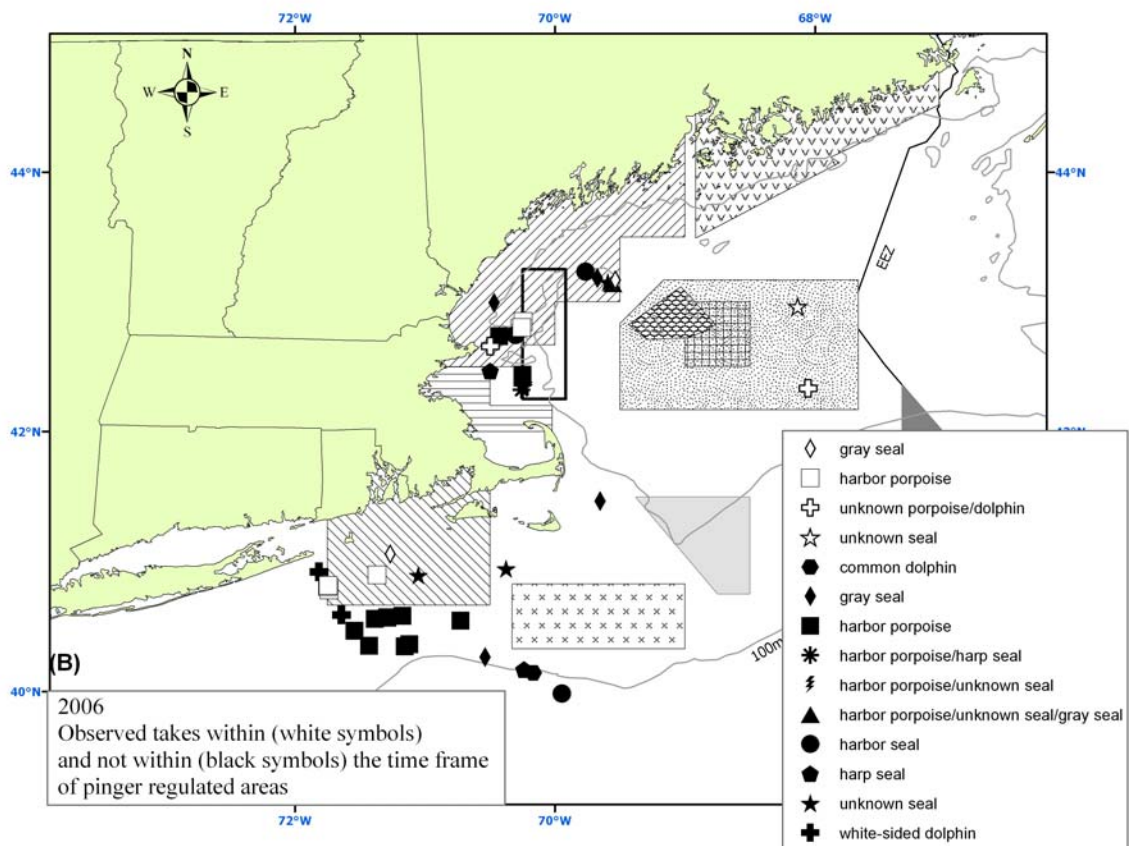 72°W 70°W 68°W
N
W E
S
44°N 44°N
EEZ
42°N
(B)
100m
40°N
2006
Observed takes within (white symbols)
and not within (black symbols) the time frame
of pinger regulated areas
gray seal
harbor porpoise
unknown porpoise/dolphin
unknown seal
common dolphin
gray seal
harbor porpoise
harbor porpoise/harp seal
harbor porpoise/unknown seal
harbor porpoise/unknown seal/gray seal
harbor seal
harp seal
unknown seal
white-sided dolphin
72°W 70°W 68°W